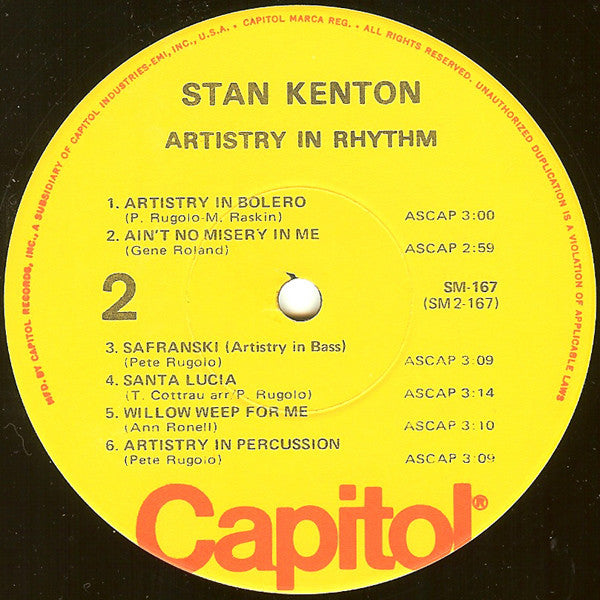 MFD. BY CAPITOL RECORDS, INC., A SUBSIDIARY OF CAPITOL INDUSTRIES-EMI, INC., U.S.A. • CAPITOL MARCA REG. • ALL RIGHTS RESERVED. UNAUTHORIZED DUPLICATION IS A VIOLATION OF APPLICABLE LAWS
STAN KENTON
ARTISTRY IN RHYTHM
1. ARTISTRY IN BOLERO
(P. Rugolo-M. Raskin) ASCAP 3:00
2. AIN'T NO MISERY IN ME
(Gene Roland) ASCAP 2:59
2
SM-167
(SM2-167)
3. SAFRANSKI (Artistry in Bass)
(Pete Rugolo) ASCAP 3:09
4. SANTA LUCIA
(T. Cottrau arr/P. Rugolo) ASCAP 3:14
5. WILLOW WEEP FOR ME
(Ann Ronell) ASCAP 3:10
6. ARTISTRY IN PERCUSSION
(Pete Rugolo) ASCAP 3:09
Capitol®